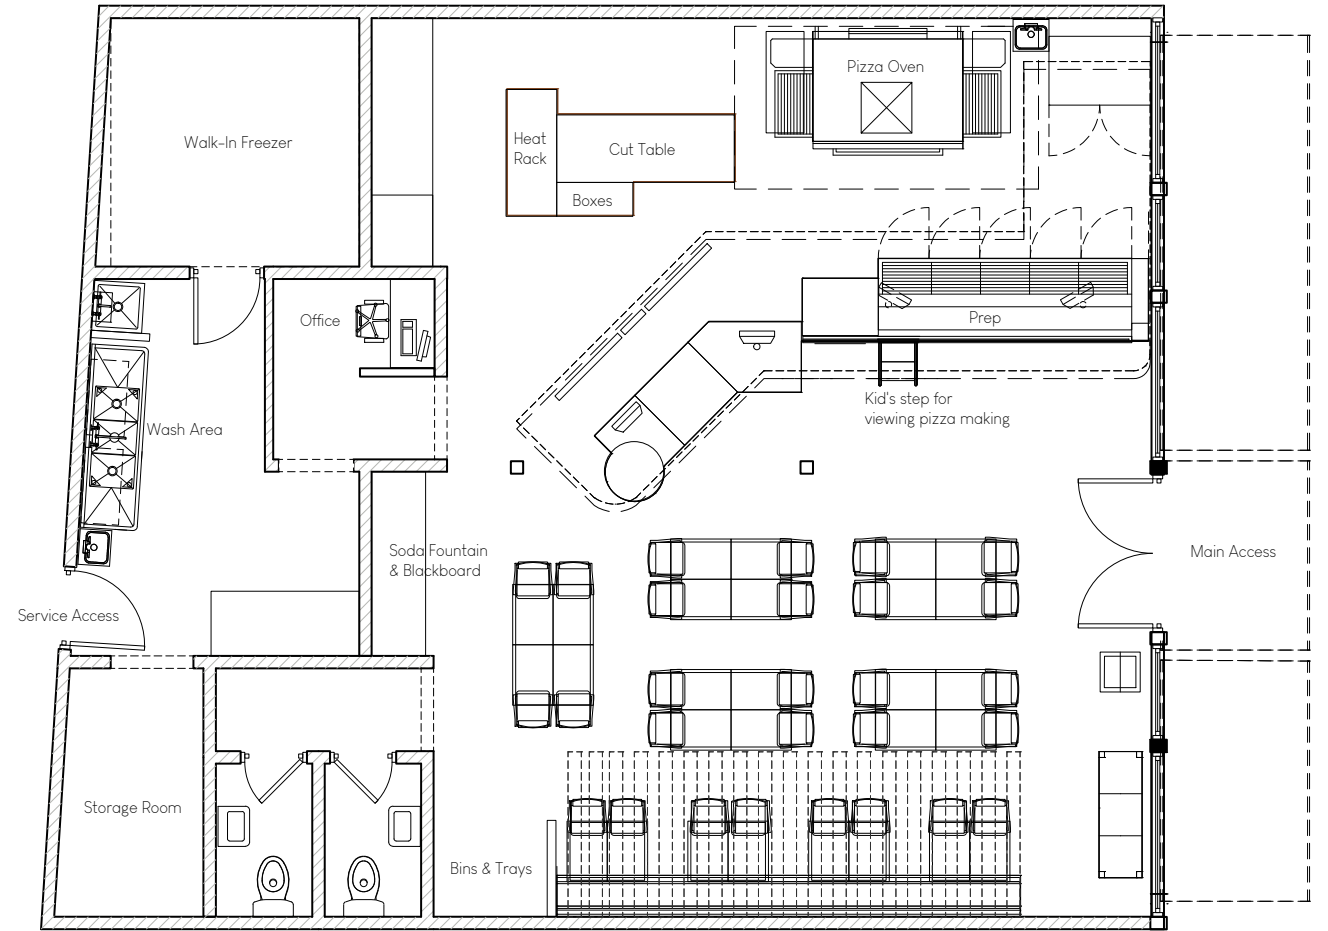 Pizza Oven
Walk-In Freezer
Heat
Rack
Cut Table
Boxes
Office
Prep
Kid's step for
viewing pizza making
Wash Area
Soda Fountain
& Blackboard
Main Access
Service Access
Storage Room
Bins & Trays